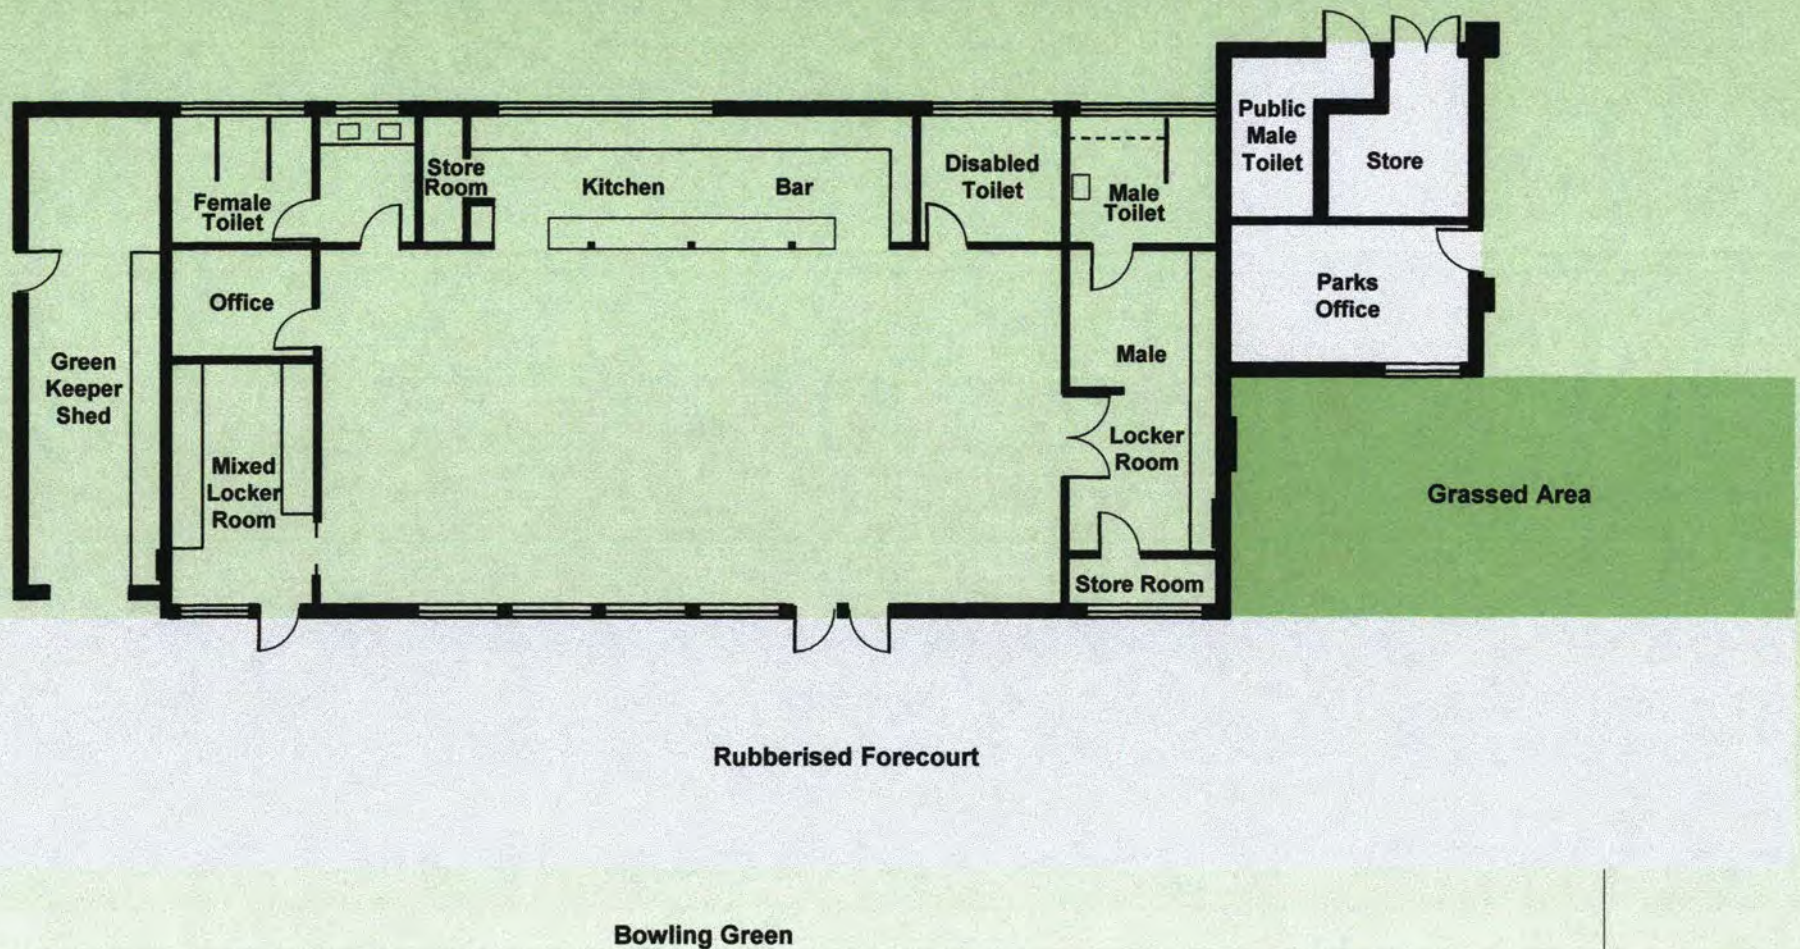 Public
Male
Toilet
Store
Store
Room
Kitchen
Bar
Disabled
Toilet
Male
Toilet
Female
Toilet
Office
Parks
Office
Green
Keeper
Shed
Male
Locker
Room
Mixed
Locker
Room
Grassed Area
Store Room
Rubberised Forecourt
Bowling Green